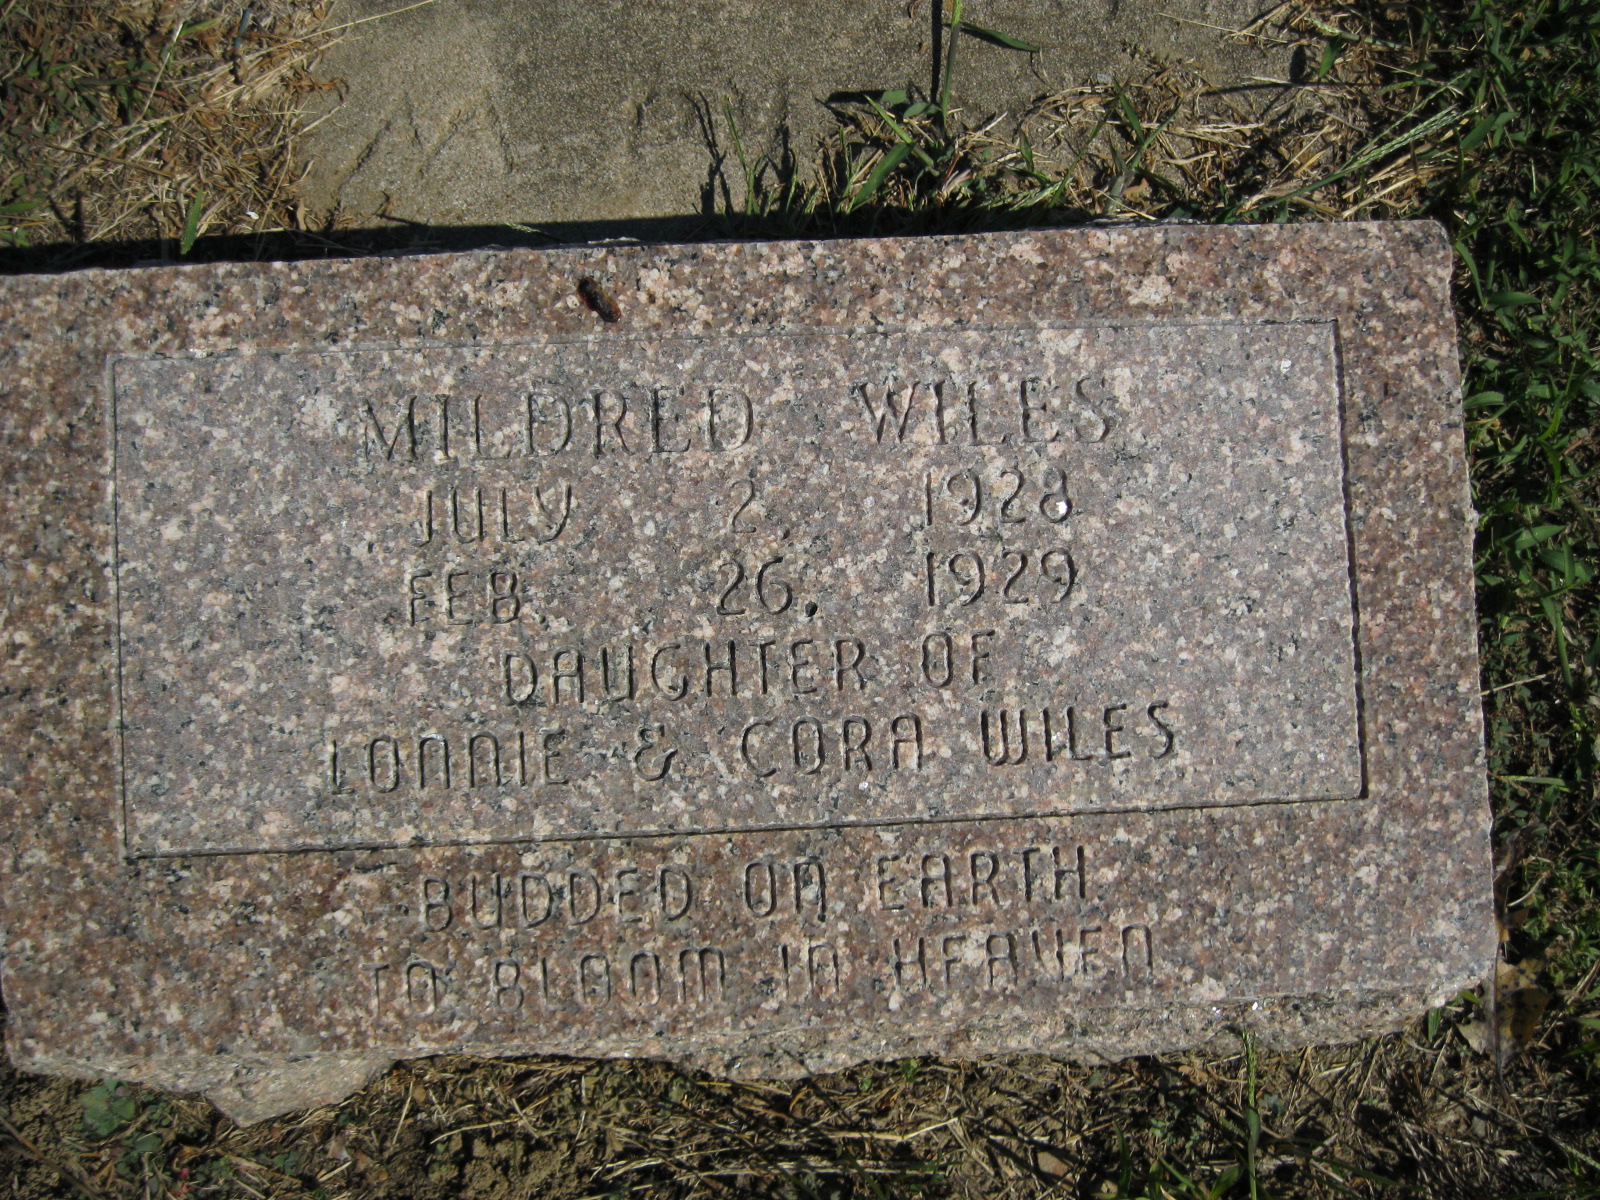 MILDRED WILES
JULY 2, 1928
FEB. 26, 1929
DAUGHTER OF
LONNIE & CORA WILES
BUDDED ON EARTH
TO BLOOM IN HEAVEN